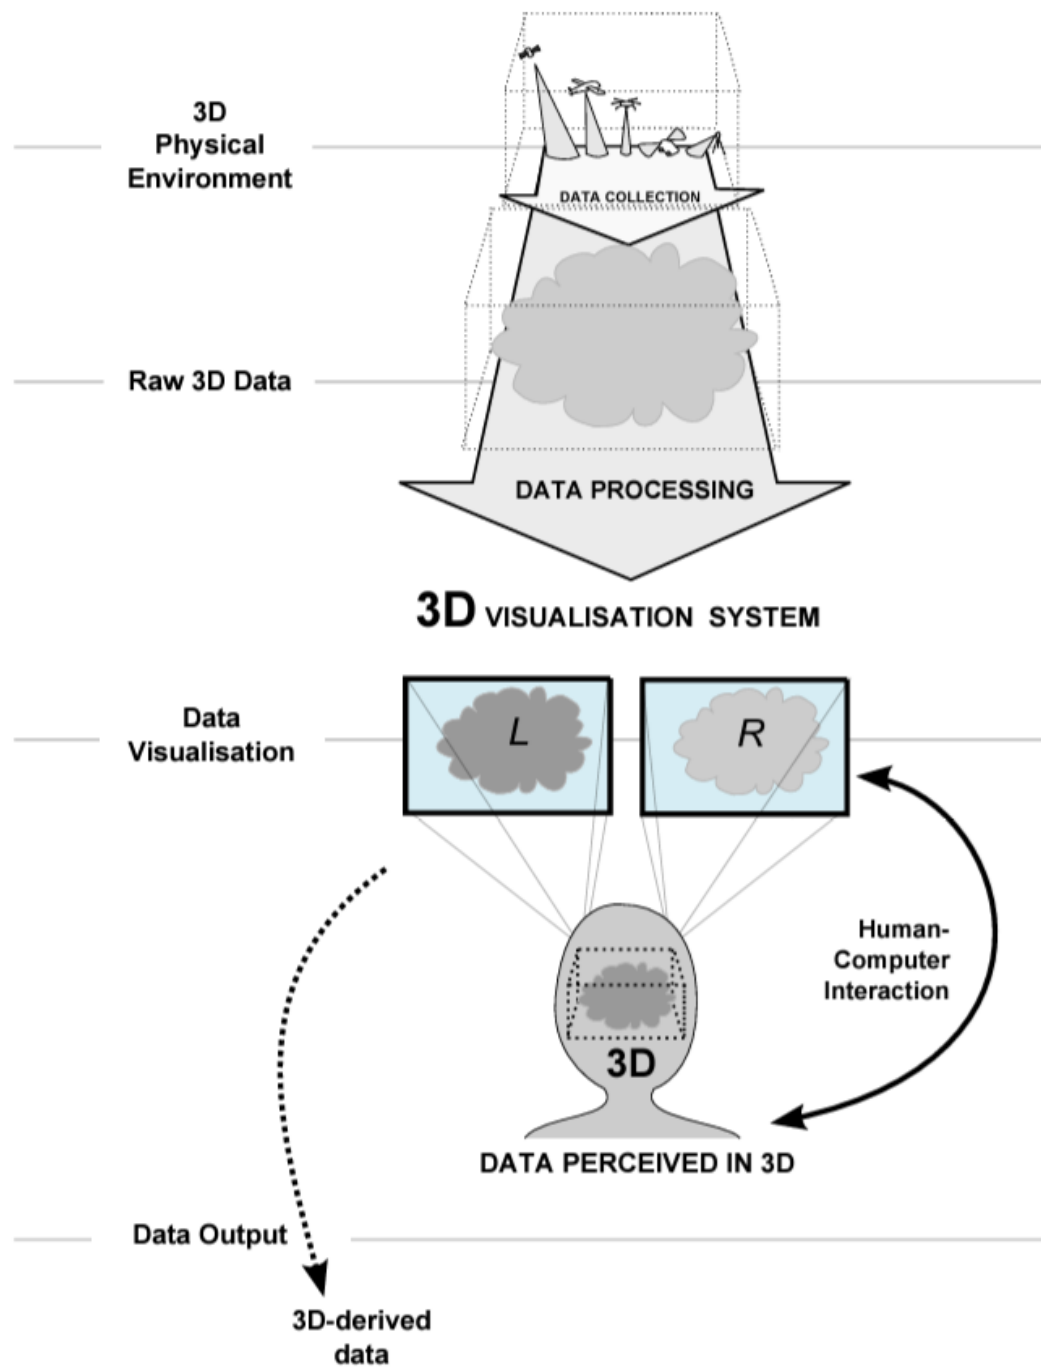 3D
Physical
Environment
DATA COLLECTION
Raw 3D Data
DATA PROCESSING
3D VISUALISATION SYSTEM
Data
Visualisation
L
R
Human-
Computer
Interaction
3D
DATA PERCEIVED IN 3D
Data Output
3D-derived
data